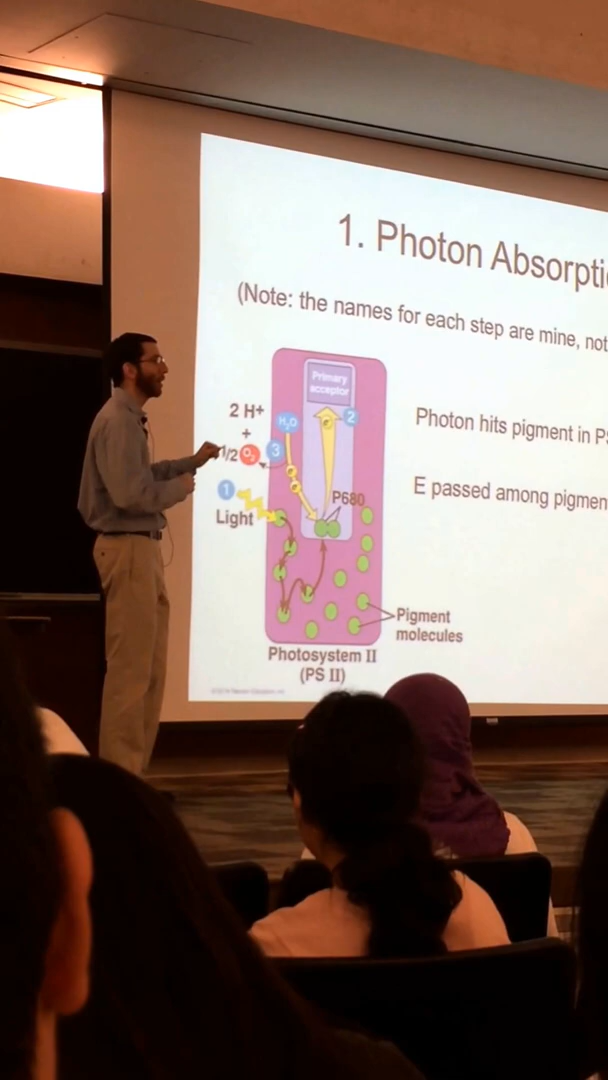 1. Photon Absorpti
(Note: the names for each step are mine, not
Primary
acceptor
2 H+
+
1/2 O₂
H₂O
e⁻
2
3
e⁻
e⁻
1
Light
P680
Photon hits pigment in PS
E passed among pigmen
Pigment
molecules
Photosystem II
(PS II)